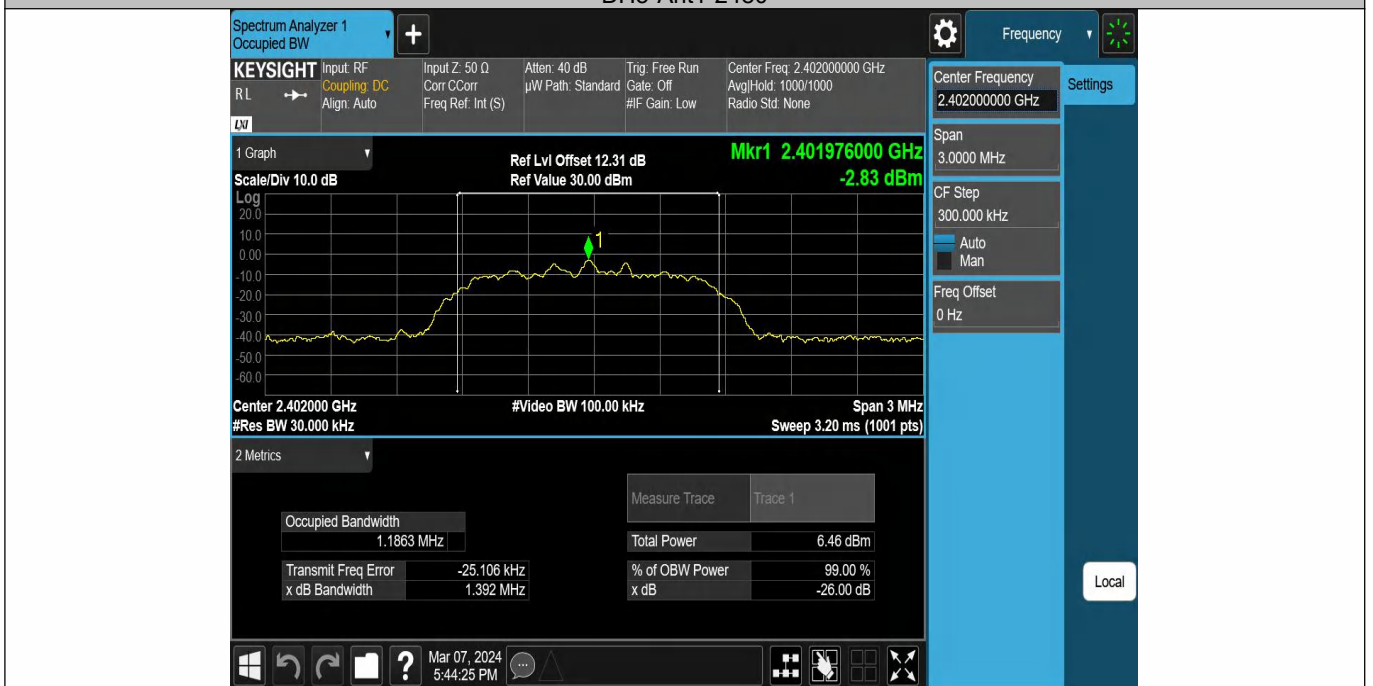 Spectrum Analyzer 1
Occupied BW
Frequency
KEYSIGHT
RL
LXI
Input: RF
Coupling: DC
Align: Auto
Input Z: 50 Ω
Corr CCorr
Freq Ref: Int (S)
Atten: 40 dB
µW Path: Standard
Trig: Free Run
Gate: Off
#IF Gain: Low
Center Freq: 2.402000000 GHz
Avg|Hold: 1000/1000
Radio Std: None
Center Frequency
2.402000000 GHz
Settings
Span
3.0000 MHz
CF Step
300.000 kHz
Auto
Man
Freq Offset
0 Hz
Local
1 Graph
Scale/Div 10.0 dB
Ref Lvl Offset 12.31 dB
Ref Value 30.00 dBm
Mkr1 2.401976000 GHz
-2.83 dBm
Log
20.0
10.0
0.00
-10.0
-20.0
-30.0
-40.0
-50.0
-60.0
1
Center 2.402000 GHz
#Video BW 100.00 kHz
Span 3 MHz
#Res BW 30.000 kHz
Sweep 3.20 ms (1001 pts)
2 Metrics
Measure Trace Trace 1
Occupied Bandwidth
1.1863 MHz
Total Power 6.46 dBm
Transmit Freq Error -25.106 kHz
% of OBW Power 99.00 %
x dB Bandwidth 1.392 MHz
x dB -26.00 dB
Mar 07, 2024
5:44:25 PM